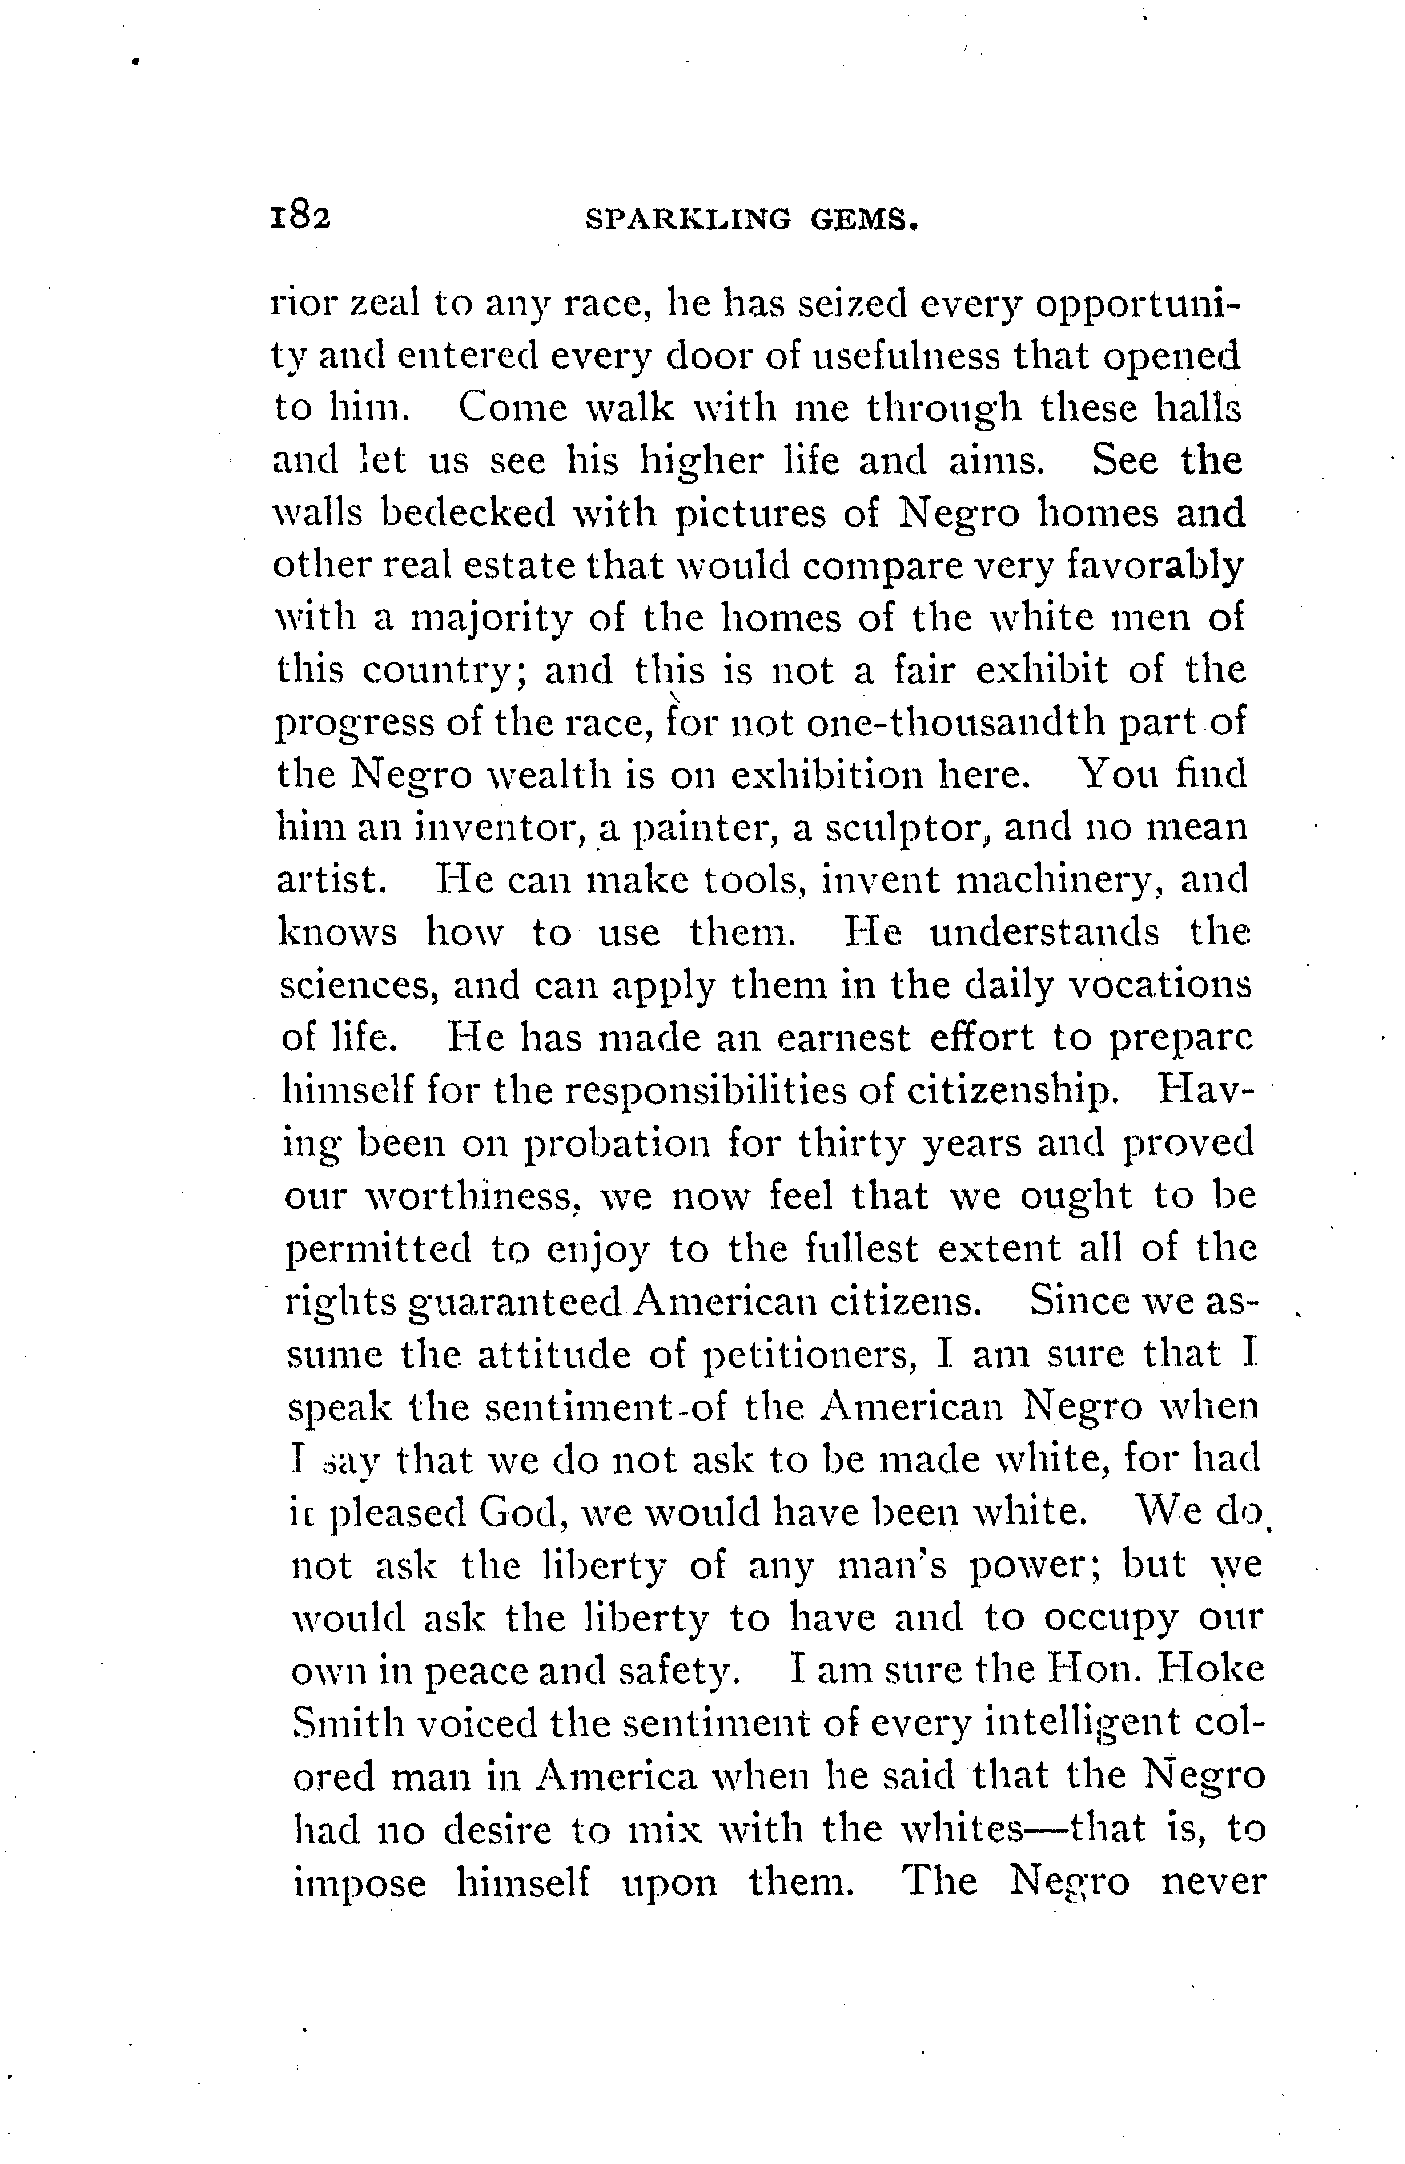 182 SPARKLING GEMS.
rior zeal to any race, he has seized every opportuni-
ty and entered every door of usefulness that opened
to him. Come walk with me through these halls
and let us see his higher life and aims. See the
walls bedecked with pictures of Negro homes and
other real estate that would compare very favorably
with a majority of the homes of the white men of
this country; and this is not a fair exhibit of the
progress of the race, for not one-thousandth part of
the Negro wealth is on exhibition here. You find
him an inventor, a painter, a sculptor, and no mean
artist. He can make tools, invent machinery, and
knows how to use them. He understands the
sciences, and can apply them in the daily vocations
of life. He has made an earnest effort to prepare
himself for the responsibilities of citizenship. Hav-
ing been on probation for thirty years and proved
our worthiness, we now feel that we ought to be
permitted to enjoy to the fullest extent all of the
rights guaranteed American citizens. Since we as-
sume the attitude of petitioners, I am sure that I
speak the sentiment of the American Negro when
I say that we do not ask to be made white, for had
it pleased God, we would have been white. We do
not ask the liberty of any man's power; but we
would ask the liberty to have and to occupy our
own in peace and safety. I am sure the Hon. Hoke
Smith voiced the sentiment of every intelligent col-
ored man in America when he said that the Negro
had no desire to mix with the whites—that is, to
impose himself upon them. The Negro never